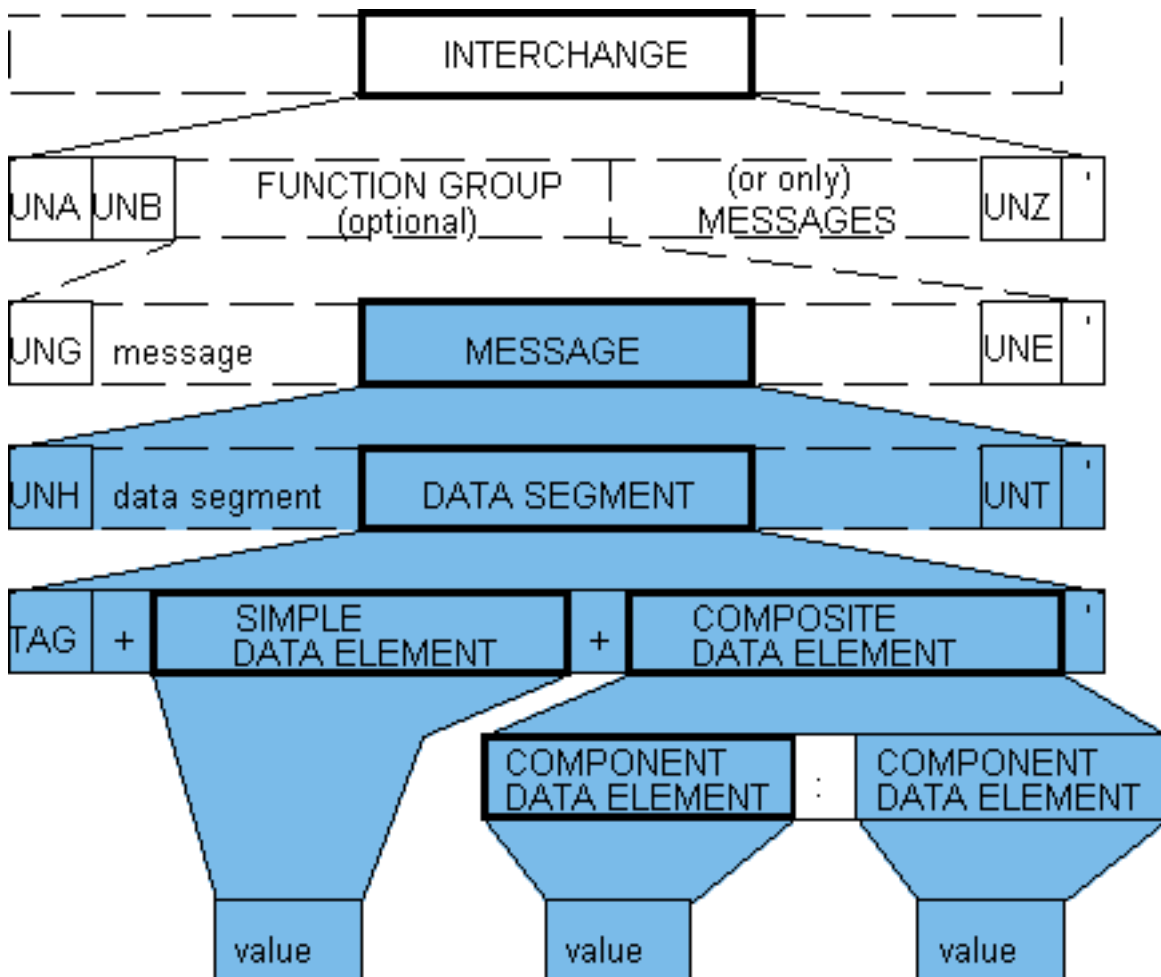 INTERCHANGE
UNA UNB FUNCTION GROUP (or only) UNZ '
(optional) MESSAGES
UNG message MESSAGE UNE '
UNH data segment DATA SEGMENT UNT '
TAG + SIMPLE + COMPOSITE '
DATA ELEMENT DATA ELEMENT
COMPONENT : COMPONENT
DATA ELEMENT DATA ELEMENT
value value value